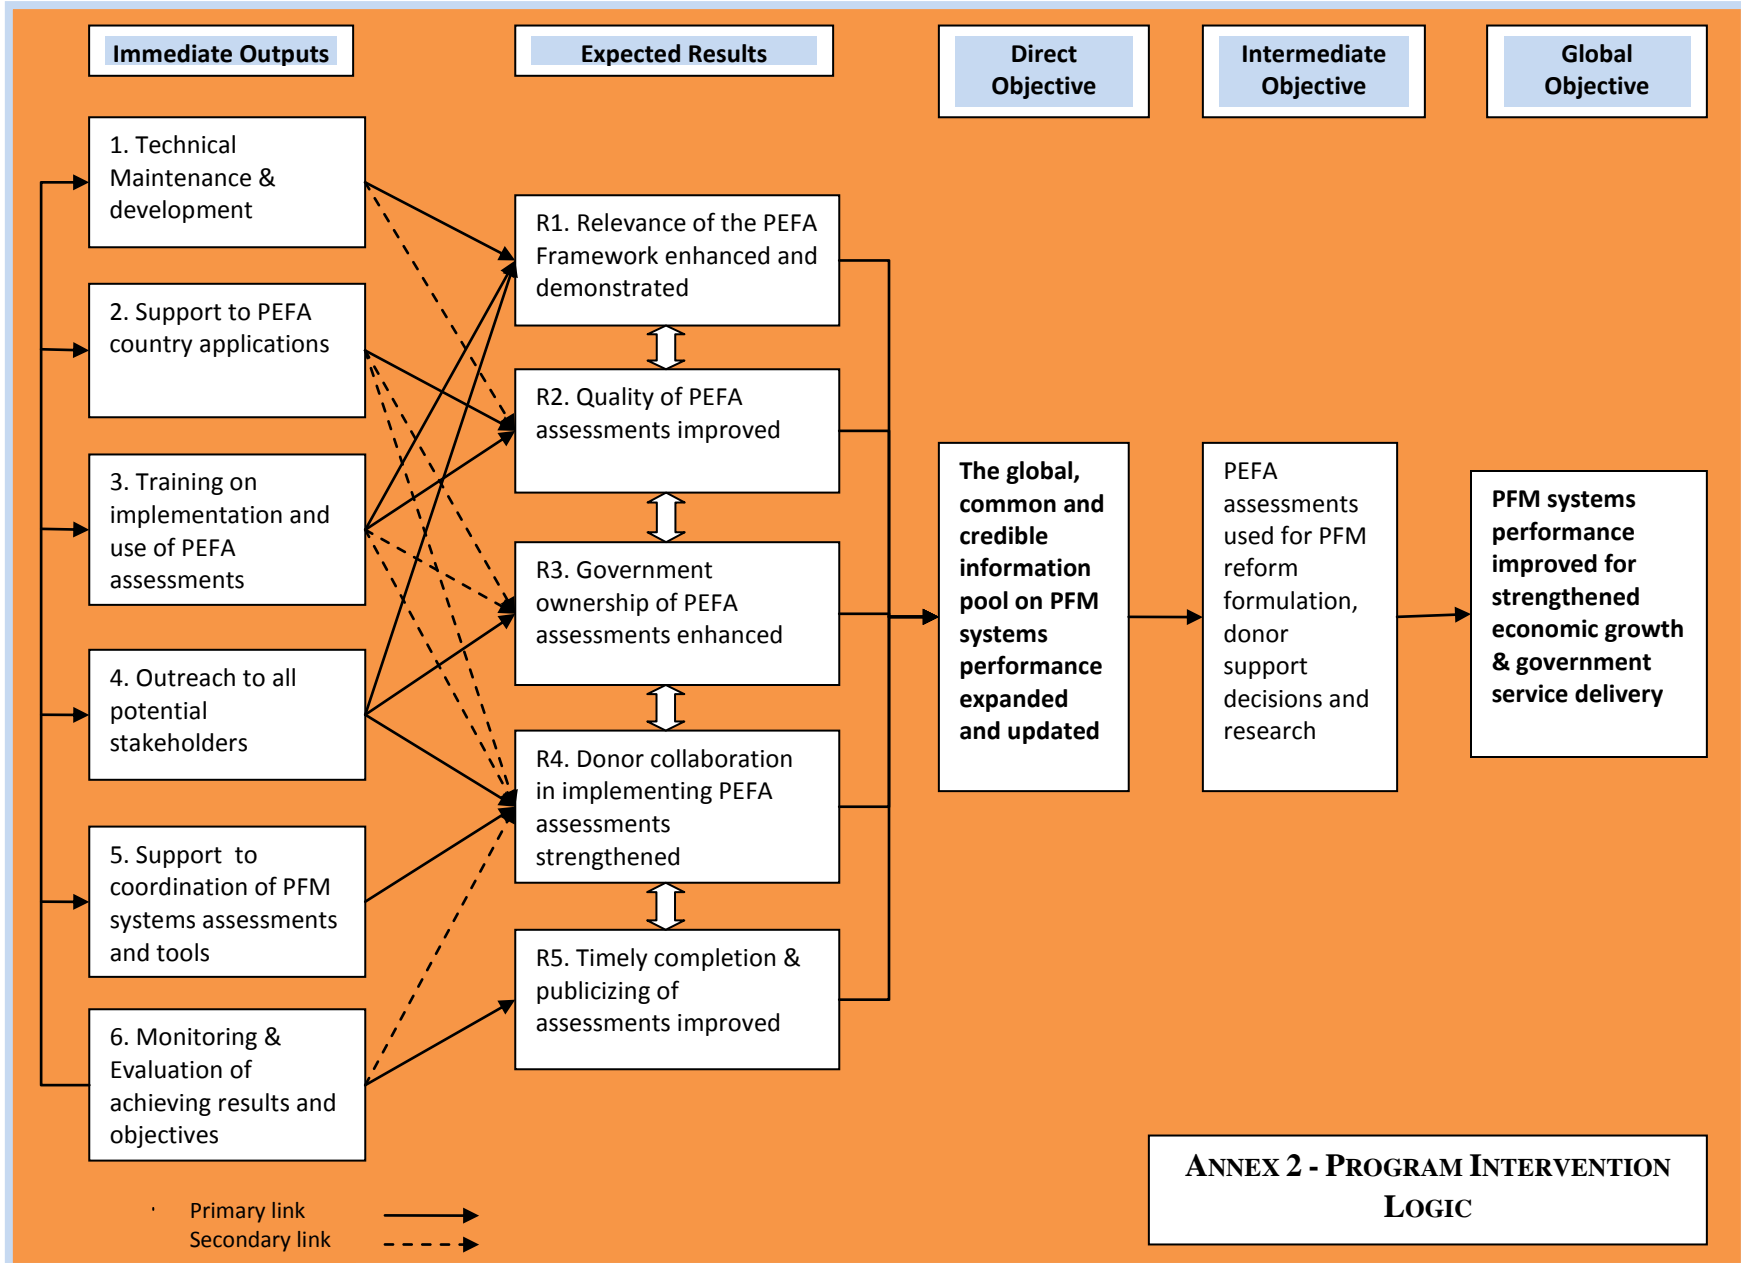 Immediate Outputs
Expected Results
Direct
Objective
Intermediate
Objective
Global
Objective
1. Technical
Maintenance &
development
2. Support to PEFA
country applications
3. Training on
implementation and
use of PEFA
assessments
4. Outreach to all
potential
stakeholders
5. Support  to
coordination of PFM
systems assessments
and tools
6. Monitoring &
Evaluation of
achieving results and
objectives
R1. Relevance of the PEFA
Framework enhanced and
demonstrated
R2. Quality of PEFA
assessments improved
R3. Government
ownership of PEFA
assessments enhanced
R4. Donor collaboration
in implementing PEFA
assessments
strengthened
R5. Timely completion &
publicizing of
assessments improved
The global,
common and
credible
information
pool on PFM
systems
performance
expanded
and updated
PEFA
assessments
used for PFM
reform
formulation,
donor
support
decisions and
research
PFM systems
performance
improved for
strengthened
economic growth
& government
service delivery
Primary link
Secondary link
ANNEX 2 - PROGRAM INTERVENTION
LOGIC